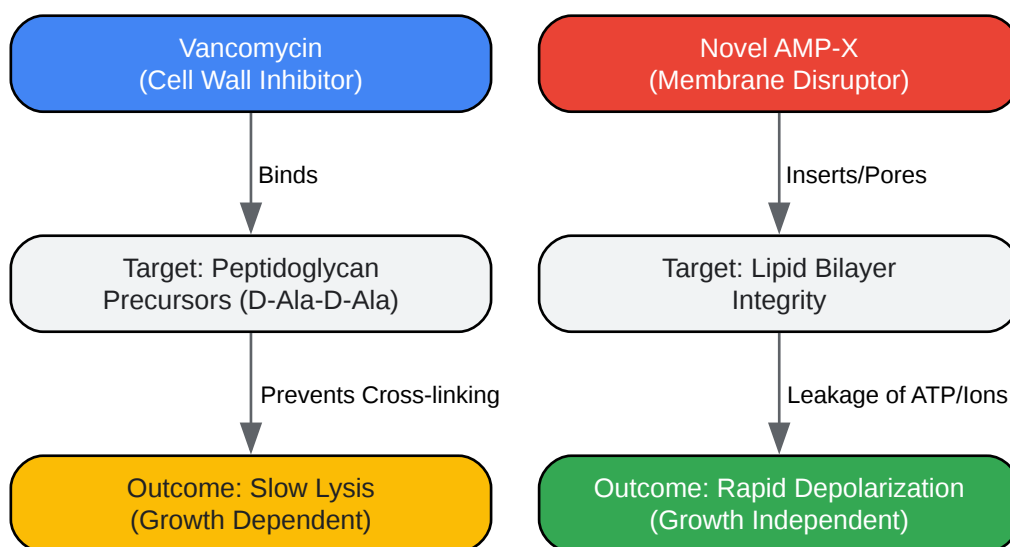 Vancomycin
(Cell Wall Inhibitor)
Novel AMP-X
(Membrane Disruptor)
Binds
Inserts/Pores
Target: Peptidoglycan
Precursors (D-Ala-D-Ala)
Target: Lipid Bilayer
Integrity
Prevents Cross-linking
Leakage of ATP/Ions
Outcome: Slow Lysis
(Growth Dependent)
Outcome: Rapid Depolarization
(Growth Independent)